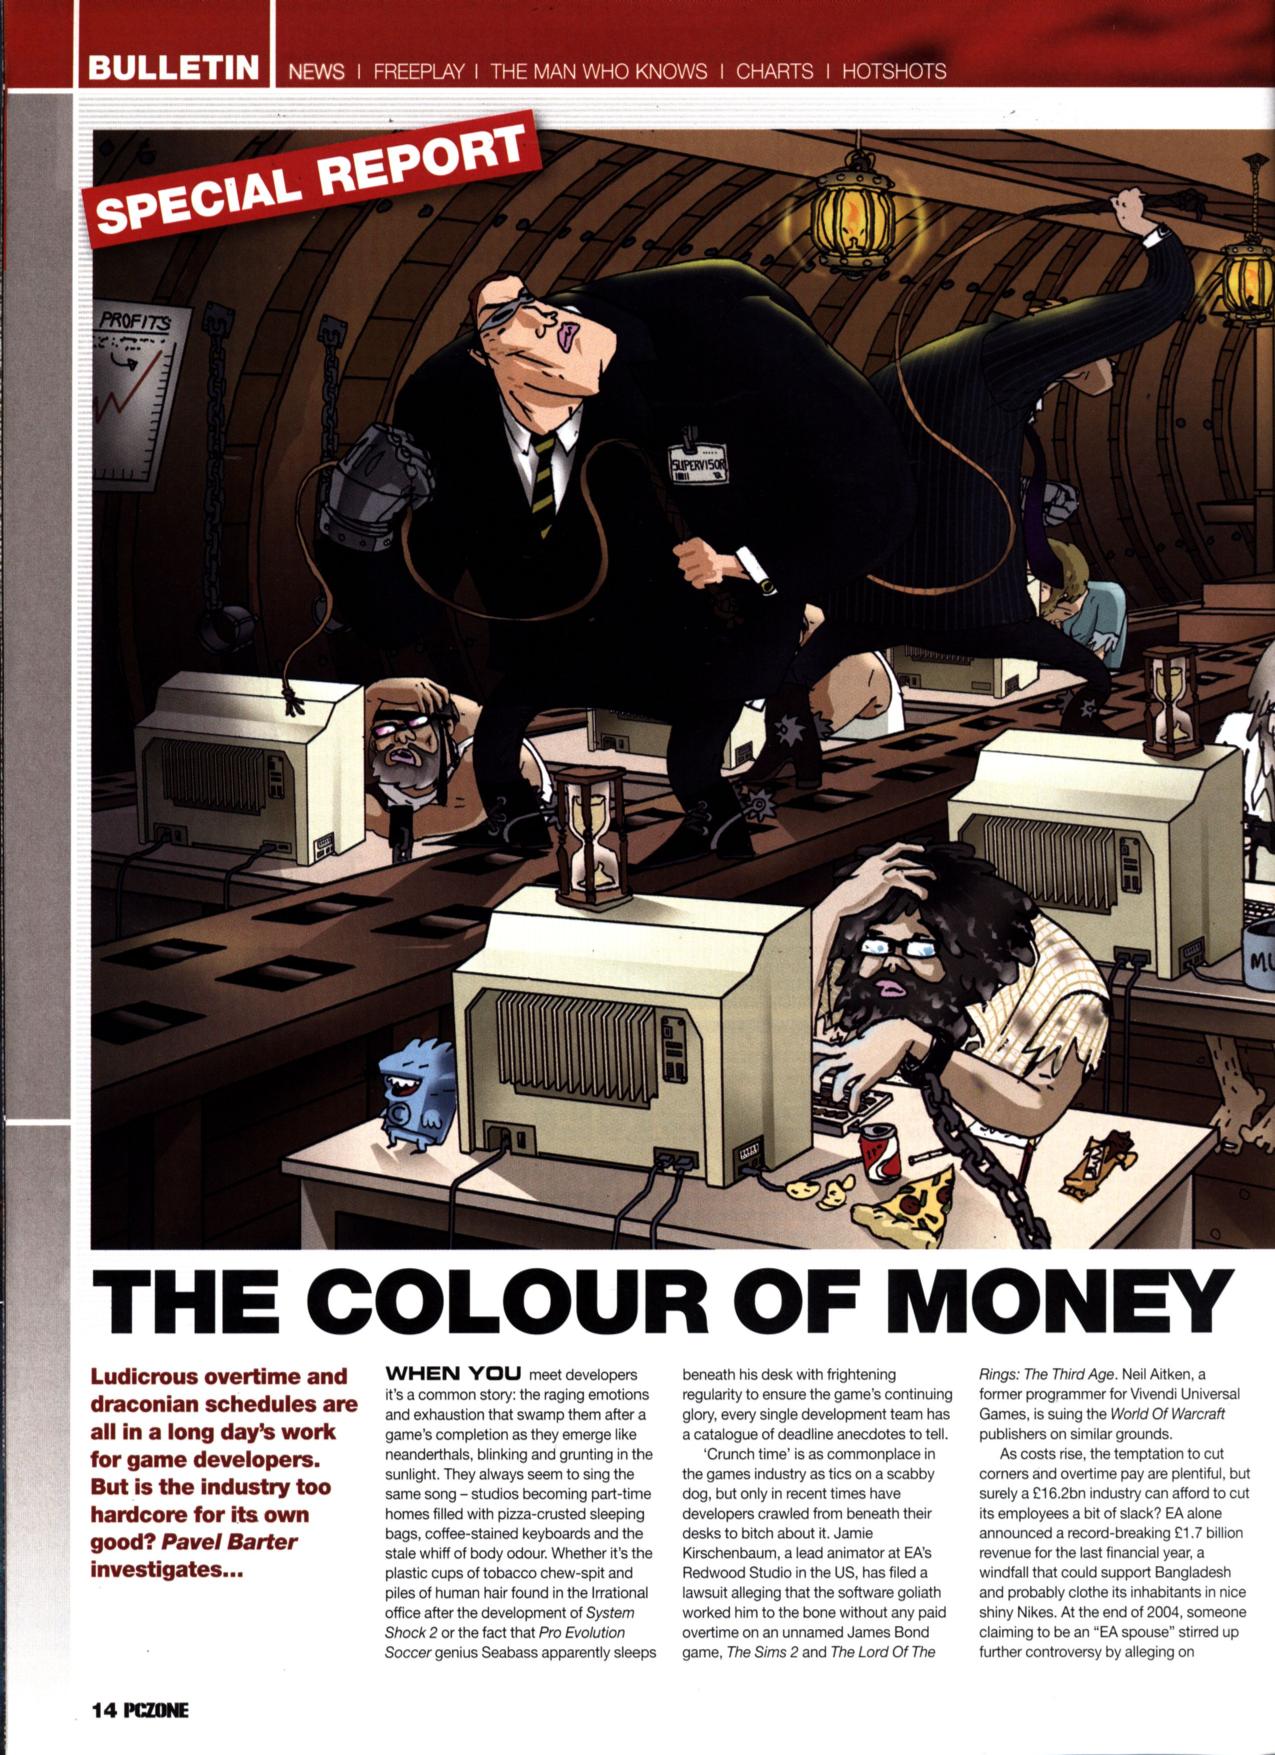 BULLETIN
NEWS | FREEPLAY | THE MAN WHO KNOWS | CHARTS | HOTSHOTS
SPECIAL REPORT
PROFITS
SUPERVISOR
THE COLOUR OF MONEY
Ludicrous overtime and
draconian schedules are
all in a long day's work
for game developers.
But is the industry too
hardcore for its own
good? Pavel Barter
investigates...
WHEN YOU meet developers
it's a common story: the raging emotions
and exhaustion that swamp them after a
game's completion as they emerge like
neanderthals, blinking and grunting in the
sunlight. They always seem to sing the
same song – studios becoming part-time
homes filled with pizza-crusted sleeping
bags, coffee-stained keyboards and the
stale whiff of body odour. Whether it's the
plastic cups of tobacco chew-spit and
piles of human hair found in the Irrational
office after the development of System
Shock 2 or the fact that Pro Evolution
Soccer genius Seabass apparently sleeps
beneath his desk with frightening
regularity to ensure the game's continuing
glory, every single development team has
a catalogue of deadline anecdotes to tell.
'Crunch time' is as commonplace in
the games industry as tics on a scabby
dog, but only in recent times have
developers crawled from beneath their
desks to bitch about it. Jamie
Kirschenbaum, a lead animator at EA's
Redwood Studio in the US, has filed a
lawsuit alleging that the software goliath
worked him to the bone without any paid
overtime on an unnamed James Bond
game, The Sims 2 and The Lord Of The
Rings: The Third Age. Neil Aitken, a
former programmer for Vivendi Universal
Games, is suing the World Of Warcraft
publishers on similar grounds.
As costs rise, the temptation to cut
corners and overtime pay are plentiful, but
surely a £16.2bn industry can afford to cut
its employees a bit of slack? EA alone
announced a record-breaking £1.7 billion
revenue for the last financial year, a
windfall that could support Bangladesh
and probably clothe its inhabitants in nice
shiny Nikes. At the end of 2004, someone
claiming to be an "EA spouse" stirred up
further controversy by alleging on
14 PCZONE